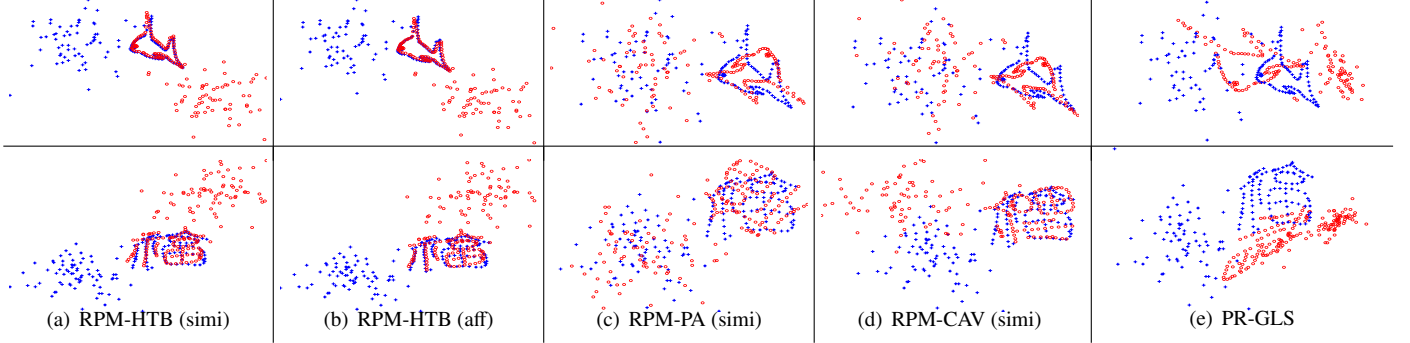 (a) RPM-HTB (simi)
(b) RPM-HTB (aff)
(c) RPM-PA (simi)
(d) RPM-CAV (simi)
(e) PR-GLS